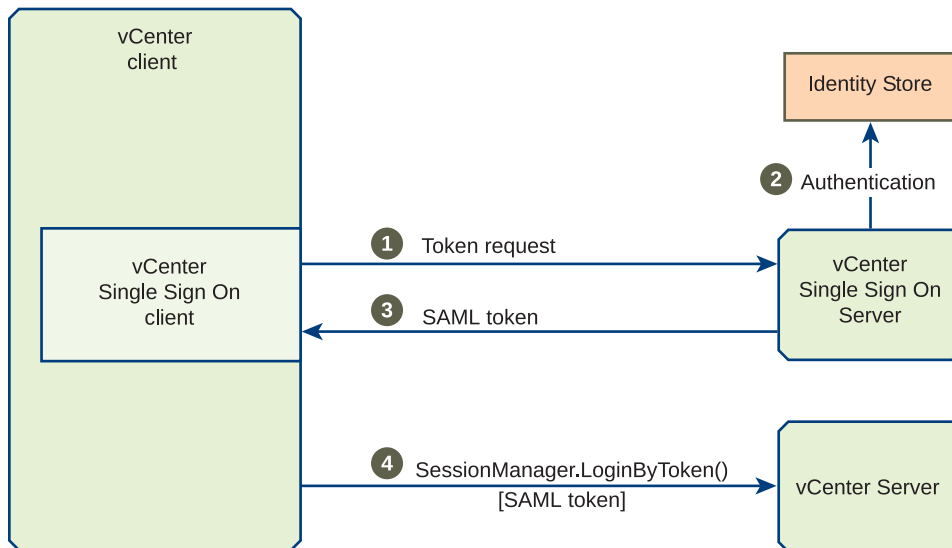 vCenter
client
Identity Store
2 Authentication
1 Token request
vCenter
Single Sign On
client
vCenter
Single Sign On
Server
3 SAML token
4 SessionManager.LoginByToken()
[SAML token]
vCenter Server